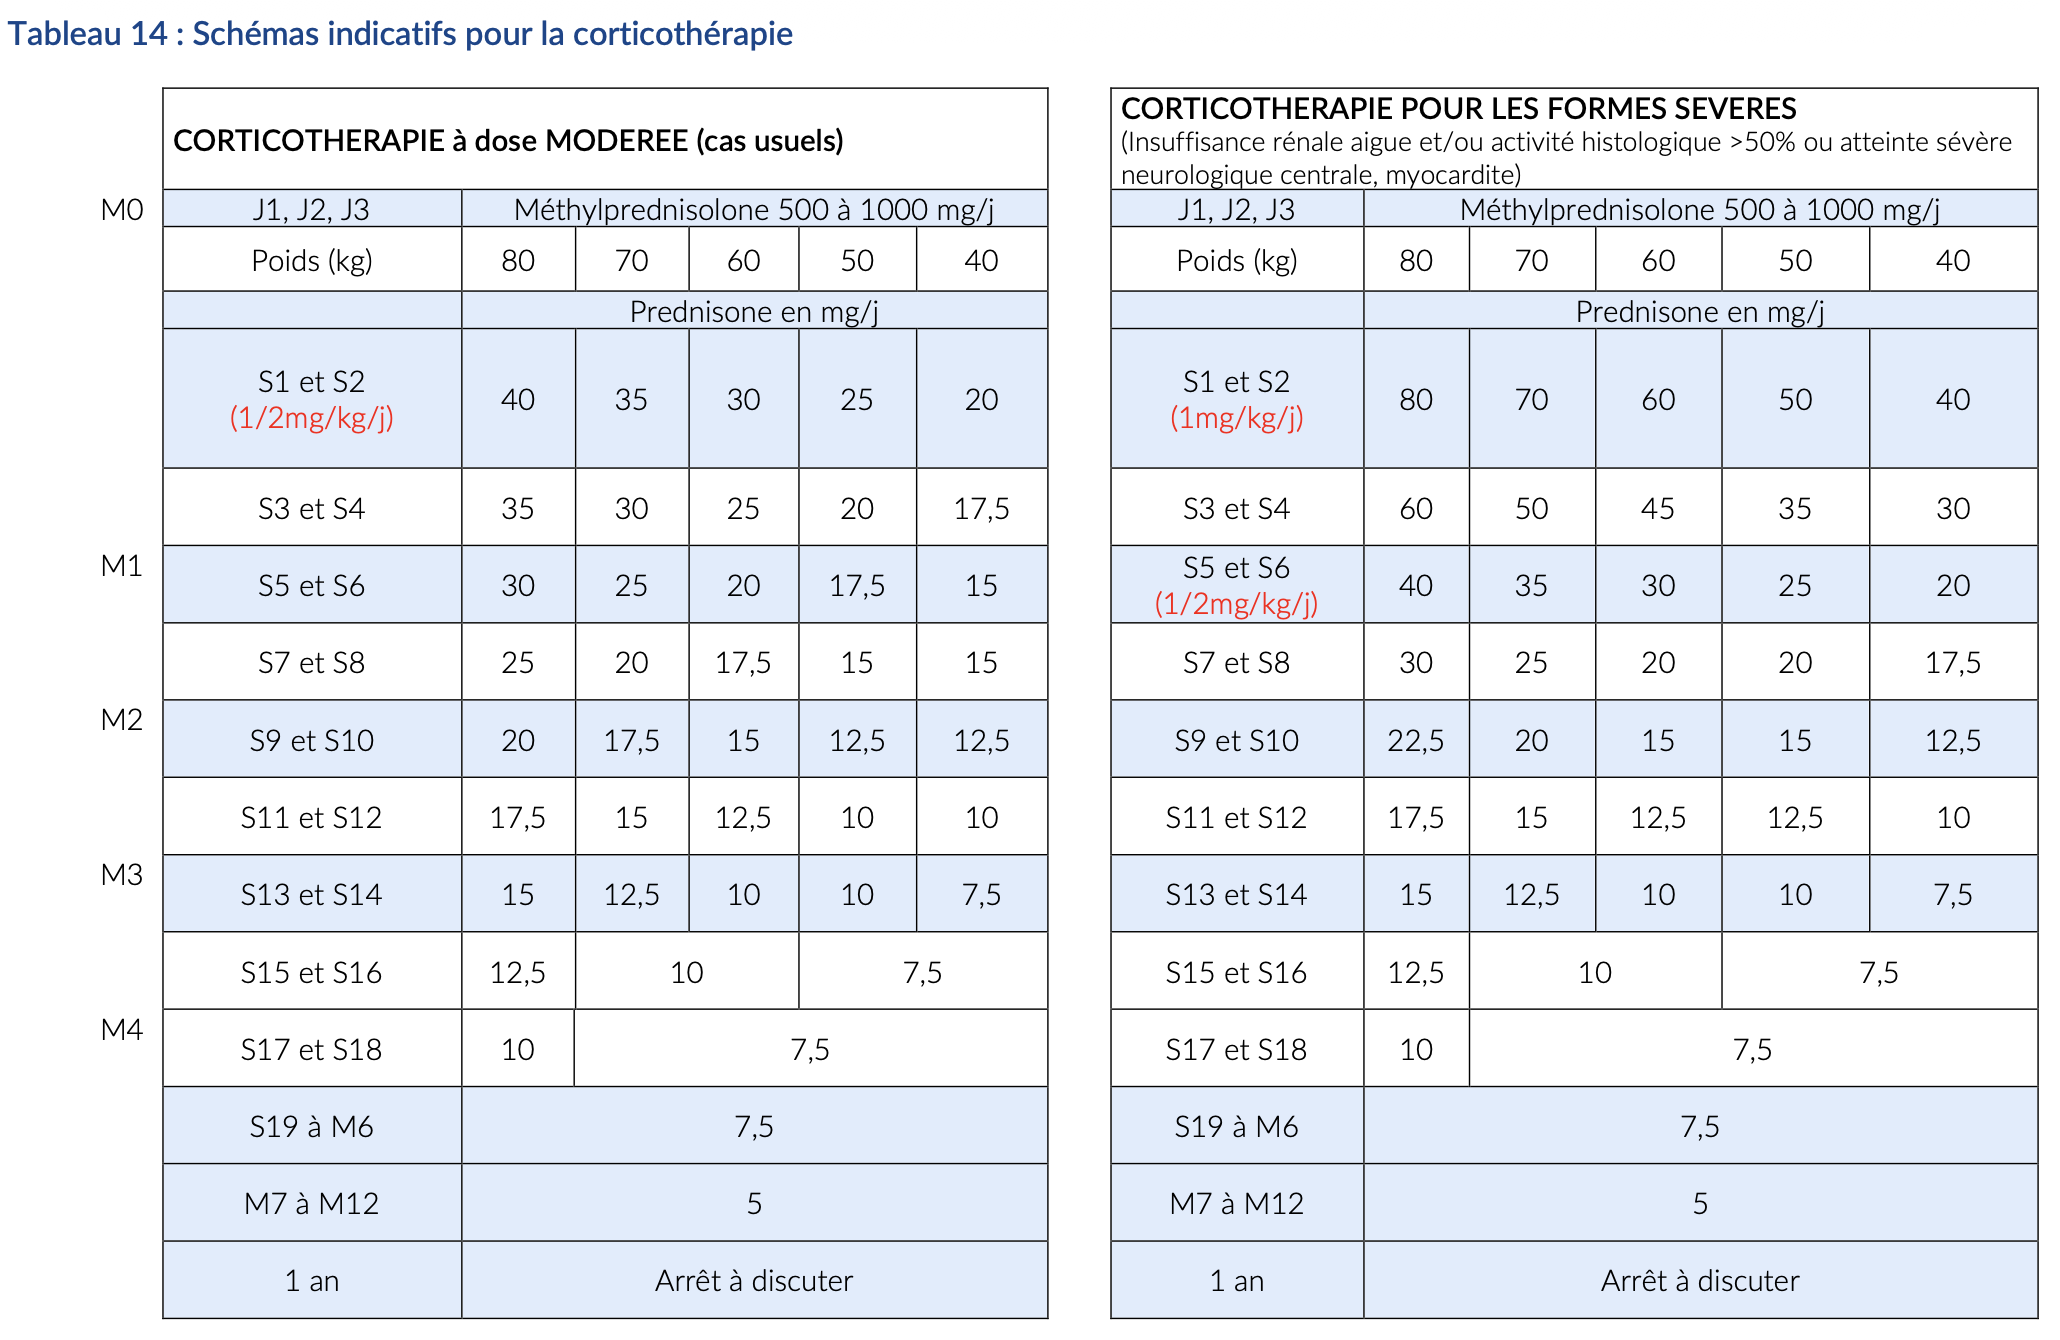 Tableau 14 : Schémas indicatifs pour la corticothérapie
CORTICOTHERAPIE à dose MODEREE (cas usuels)
M0 J1, J2, J3 Méthylprednisolone 500 à 1000 mg/j
Poids (kg) 80 70 60 50 40
Prednisone en mg/j
S1 et S2
(1/2mg/kg/j)
40 35 30 25 20
S3 et S4 35 30 25 20 17,5
M1 S5 et S6 30 25 20 17,5 15
S7 et S8 25 20 17,5 15 15
M2 S9 et S10 20 17,5 15 12,5 12,5
S11 et S12 17,5 15 12,5 10 10
M3 S13 et S14 15 12,5 10 10 7,5
S15 et S16 12,5 10 7,5
M4 S17 et S18 10 7,5
S19 à M6 7,5
M7 à M12 5
1 an Arrêt à discuter
CORTICOTHERAPIE POUR LES FORMES SEVERES
(Insuffisance rénale aigue et/ou activité histologique >50% ou atteinte sévère
neurologique centrale, myocardite)
J1, J2, J3 Méthylprednisolone 500 à 1000 mg/j
Poids (kg) 80 70 60 50 40
Prednisone en mg/j
S1 et S2
(1mg/kg/j)
80 70 60 50 40
S3 et S4 60 50 45 35 30
S5 et S6
(1/2mg/kg/j)
40 35 30 25 20
S7 et S8 30 25 20 20 17,5
S9 et S10 22,5 20 15 15 12,5
S11 et S12 17,5 15 12,5 12,5 10
S13 et S14 15 12,5 10 10 7,5
S15 et S16 12,5 10 7,5
S17 et S18 10 7,5
S19 à M6 7,5
M7 à M12 5
1 an Arrêt à discuter